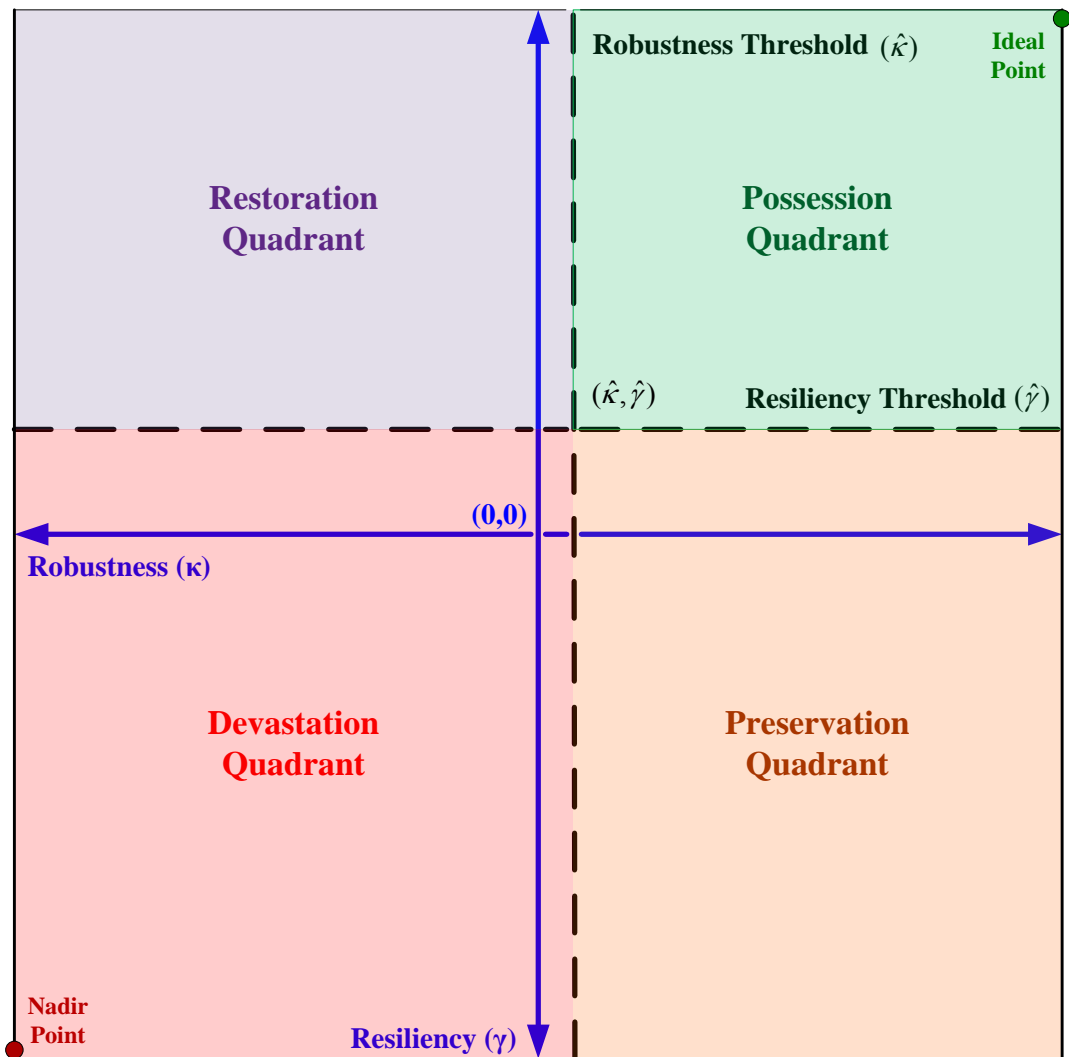 Robustness Threshold (κ̂)
Ideal
Point
Restoration
Quadrant
Possession
Quadrant
(κ̂, γ̂)
Resiliency Threshold (γ̂)
(0,0)
Robustness (κ)
Devastation
Quadrant
Preservation
Quadrant
Nadir
Point
Resiliency (γ)